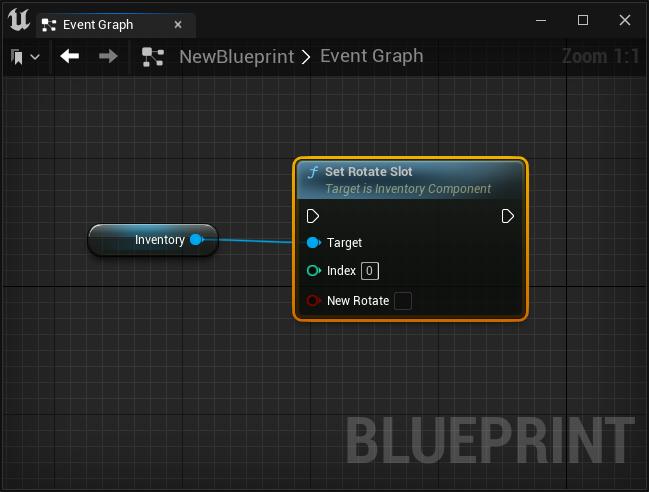 Event Graph
NewBlueprint > Event Graph
Zoom 1:1
f Set Rotate Slot
Target is Inventory Component
Inventory
Target
Index 0
New Rotate
BLUEPRINT